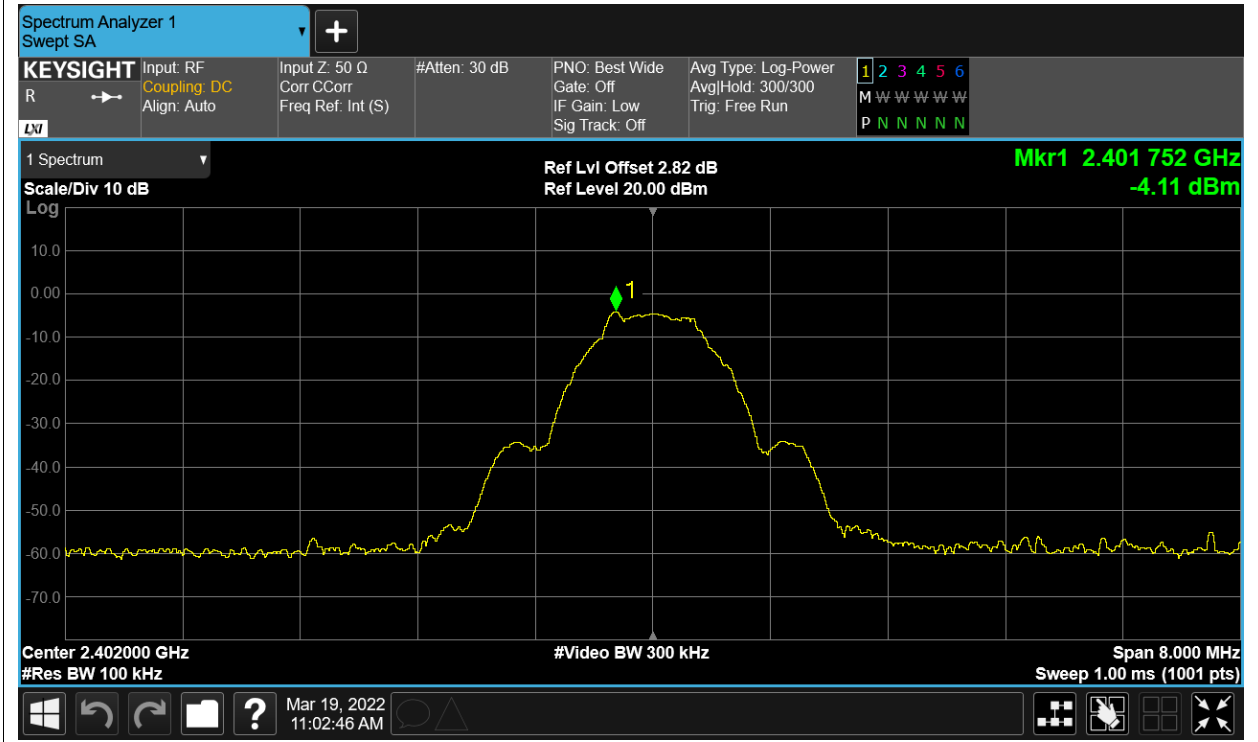 Spectrum Analyzer 1
Swept SA
KEYSIGHT
R
LXI
Input: RF
Coupling: DC
Align: Auto
Input Z: 50 Ω
Corr CCorr
Freq Ref: Int (S)
#Atten: 30 dB
PNO: Best Wide
Gate: Off
IF Gain: Low
Sig Track: Off
Avg Type: Log-Power
Avg|Hold: 300/300
Trig: Free Run
1 2 3 4 5 6
M W W W W W
P N N N N N
1 Spectrum
Scale/Div 10 dB
Log
Ref Lvl Offset 2.82 dB
Ref Level 20.00 dBm
Mkr1 2.401 752 GHz
-4.11 dBm
10.0
0.00
1
-10.0
-20.0
-30.0
-40.0
-50.0
-60.0
-70.0
Center 2.402000 GHz
#Video BW 300 kHz
Span 8.000 MHz
#Res BW 100 kHz
Sweep 1.00 ms (1001 pts)
?
Mar 19, 2022
11:02:46 AM